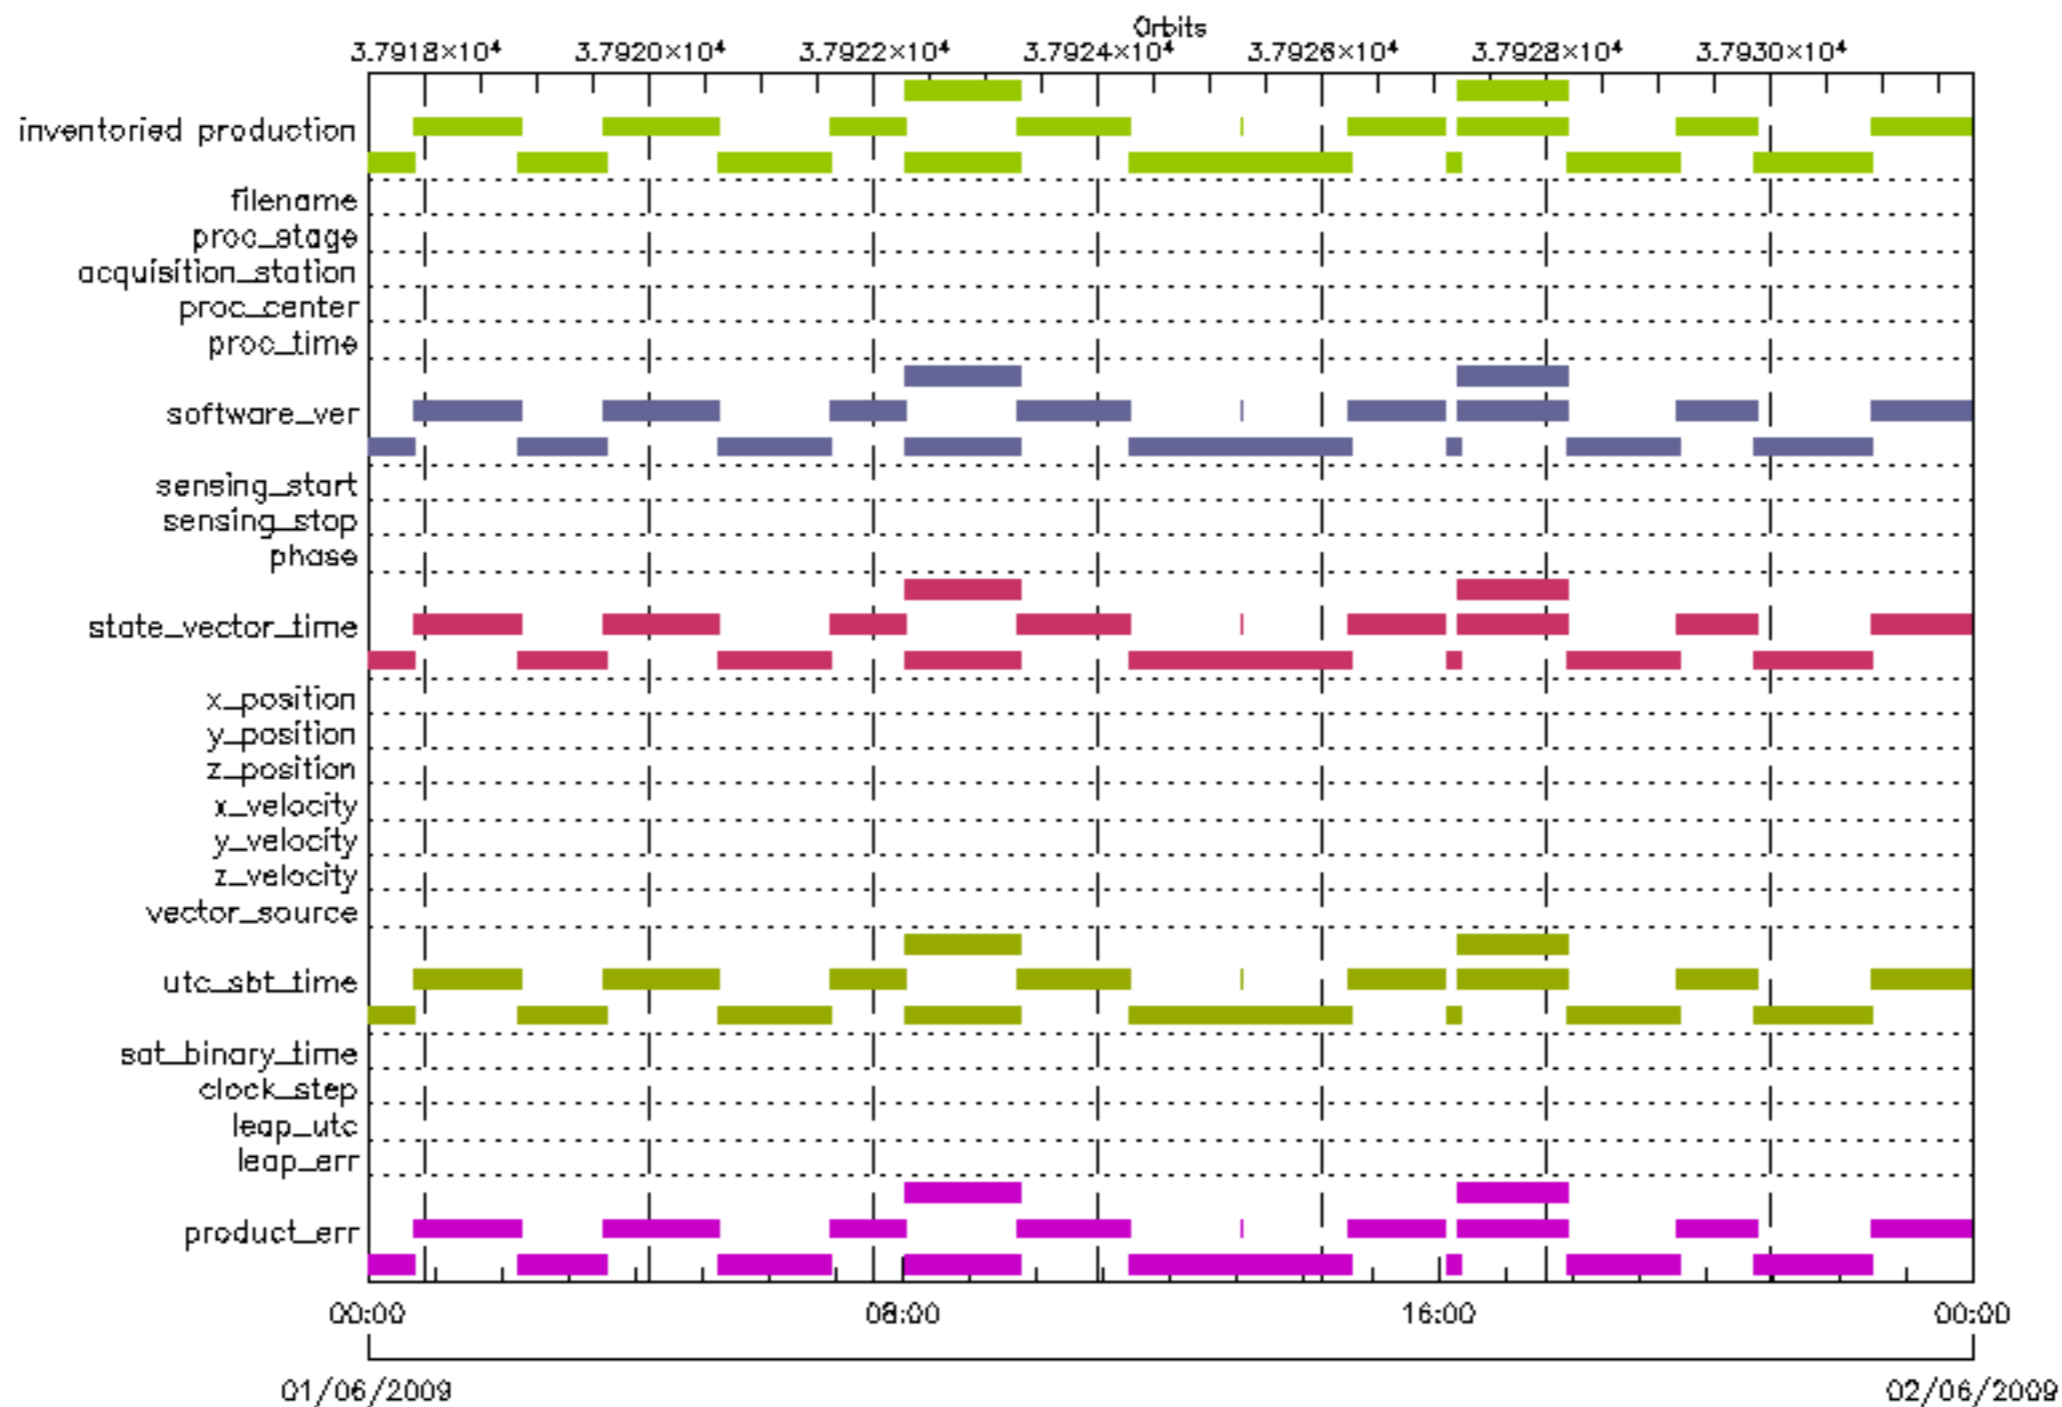 Orbits
3.7918×10⁴ 3.7920×10⁴ 3.7922×10⁴ 3.7924×10⁴ 3.7926×10⁴ 3.7928×10⁴ 3.7930×10⁴
inventoried production
filename
proc_stage
acquisition_station
proc_center
proc_time
software_ver
sensing_start
sensing_stop
phase
state_vector_time
x_position
y_position
z_position
x_velocity
y_velocity
z_velocity
vector_source
utc_sbt_time
sat_binary_time
clock_step
leap_utc
leap_err
product_err
00:00 08:00 16:00 00:00
01/06/2009 02/06/2009